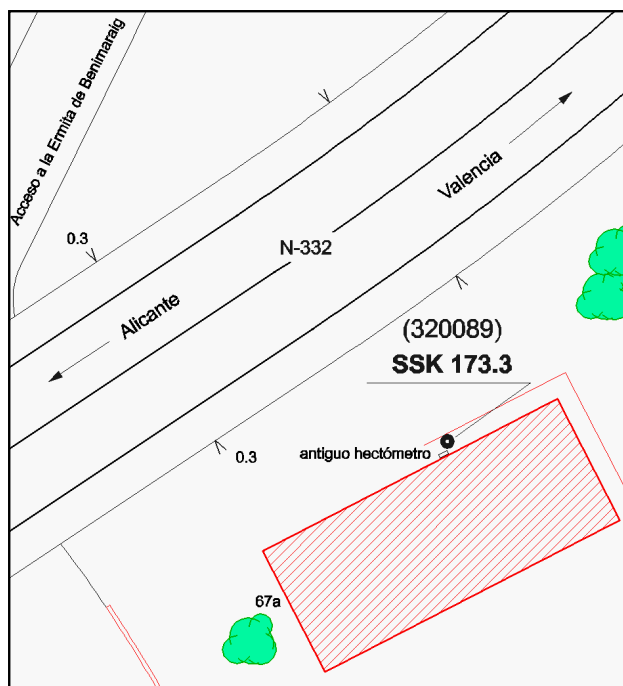 Acceso a la Ermita de Benimaraig
Valencia
0.3
N-332
Alicante
(320089)
SSK 173.3
antiguo hectómetro
0.3
67a